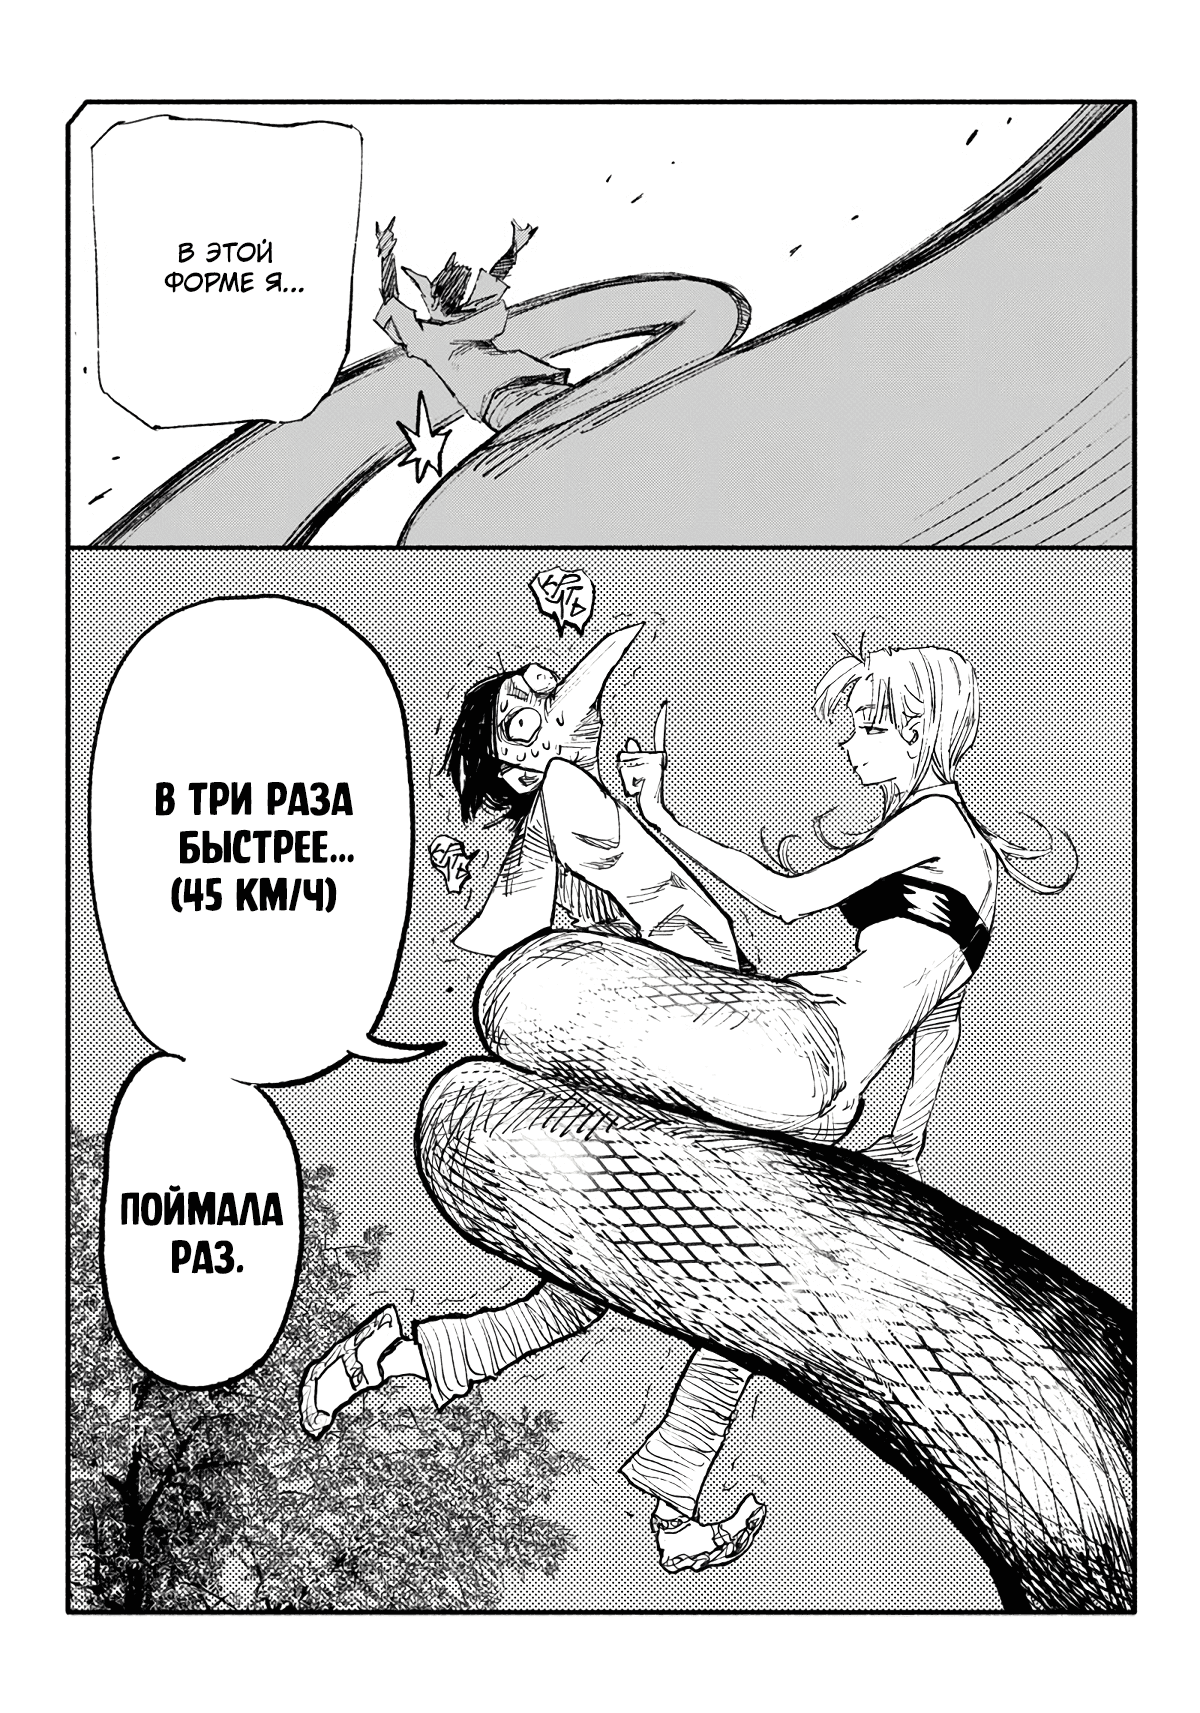 В ЭТОЙ
ФОРМЕ Я...
В ТРИ РАЗА
БЫСТРЕЕ...
(45 КМ/Ч)
ПОЙМАЛА
РАЗ.